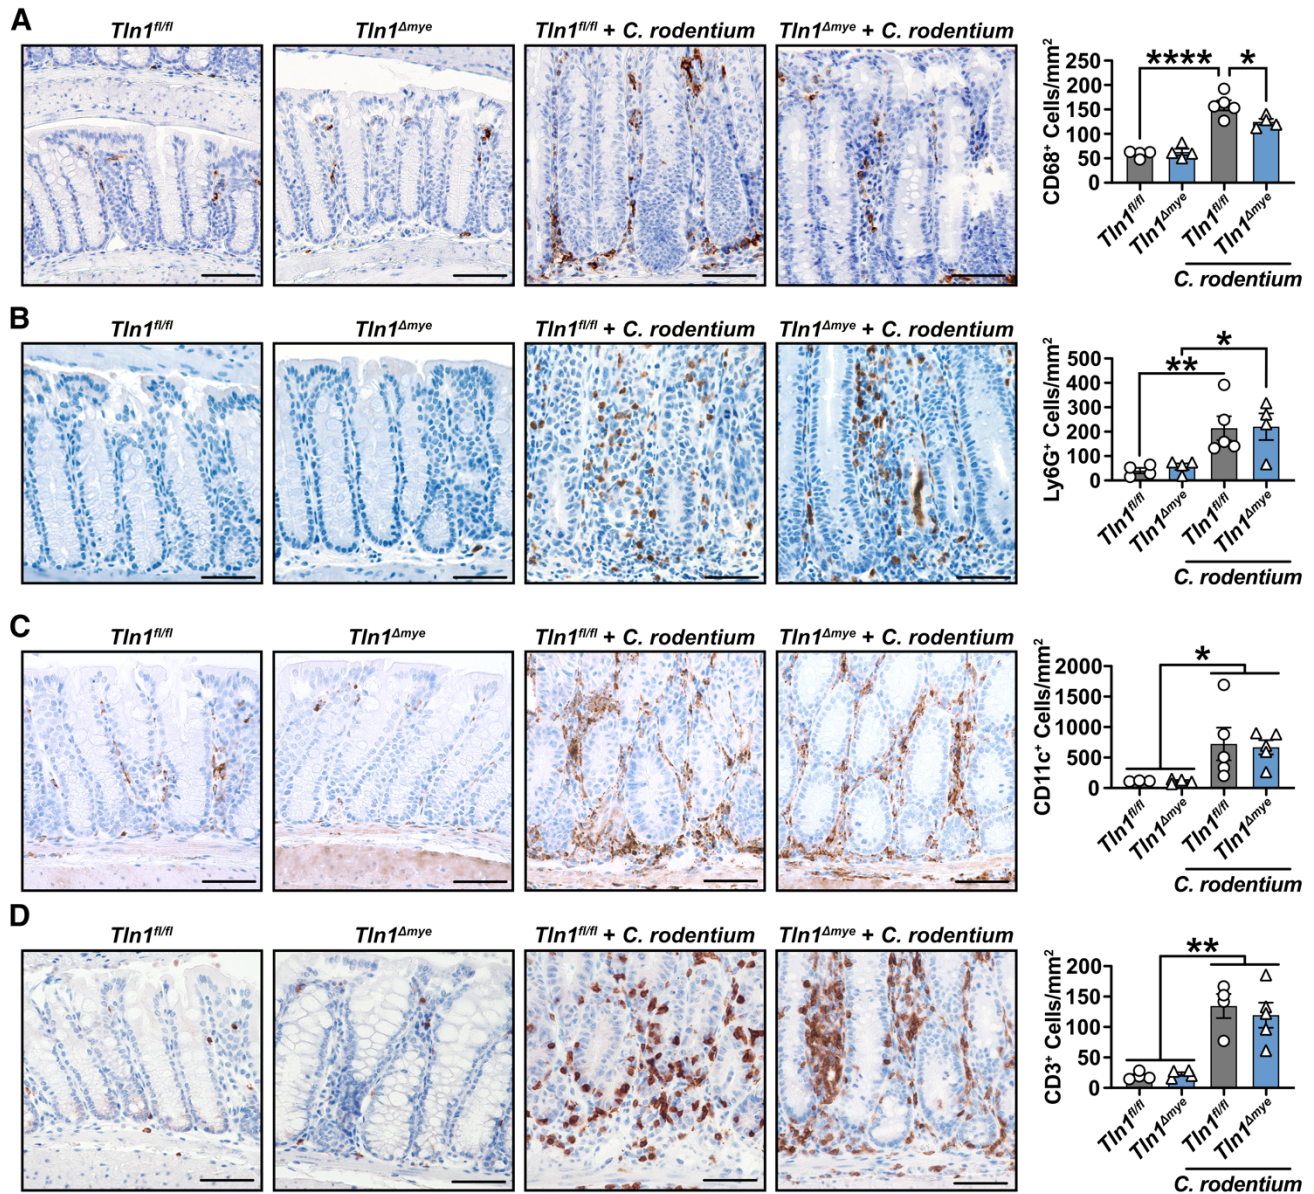 A
Tln1fl/fl
Tln1Δmye
Tln1fl/fl + C. rodentium
Tln1Δmye + C. rodentium
CD68+ Cells/mm2
250
200
150
100
50
0
**** *
Tln1fl/fl
Tln1Δmye
Tln1fl/fl
Tln1Δmye
C. rodentium
B
Tln1fl/fl
Tln1Δmye
Tln1fl/fl + C. rodentium
Tln1Δmye + C. rodentium
Ly6G+ Cells/mm2
500
400
300
200
100
0
*
**
Tln1fl/fl
Tln1Δmye
Tln1fl/fl
Tln1Δmye
C. rodentium
C
Tln1fl/fl
Tln1Δmye
Tln1fl/fl + C. rodentium
Tln1Δmye + C. rodentium
CD11c+ Cells/mm2
2000
1500
1000
500
0
*
Tln1fl/fl
Tln1Δmye
Tln1fl/fl
Tln1Δmye
C. rodentium
D
Tln1fl/fl
Tln1Δmye
Tln1fl/fl + C. rodentium
Tln1Δmye + C. rodentium
CD3+ Cells/mm2
200
150
100
50
0
**
Tln1fl/fl
Tln1Δmye
Tln1fl/fl
Tln1Δmye
C. rodentium